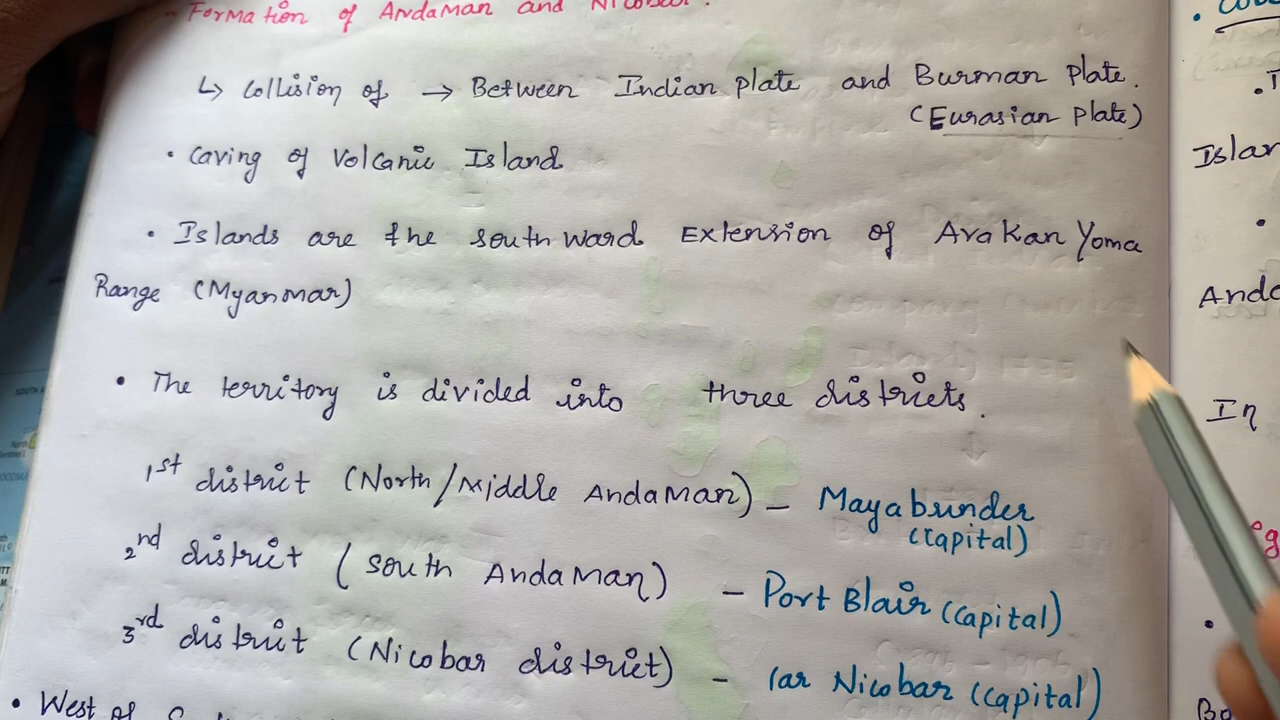 - Formation of Andaman and Nicobar.
↳ Collision of → Between Indian plate and Burman plate.
(Eurasian plate)
• Caving of Volcanic Island
• Islands are the southward Extension of Arakan Yoma
Range (Myanmar)
• The territory is divided into three districts.
1st district (North/Middle Andaman) - Mayabunder
(Capital)
2nd district (South Andaman) - Port Blair (Capital)
3rd district (Nicobar district) - Car Nicobar (Capital)
• West of
Islan
Anda
In